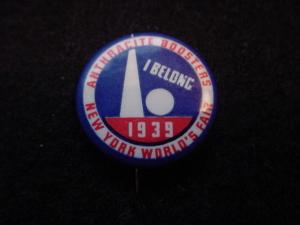 ANTHRACITE BOOSTERS
I BELONG
1939
NEW YORK WORLD'S FAIR